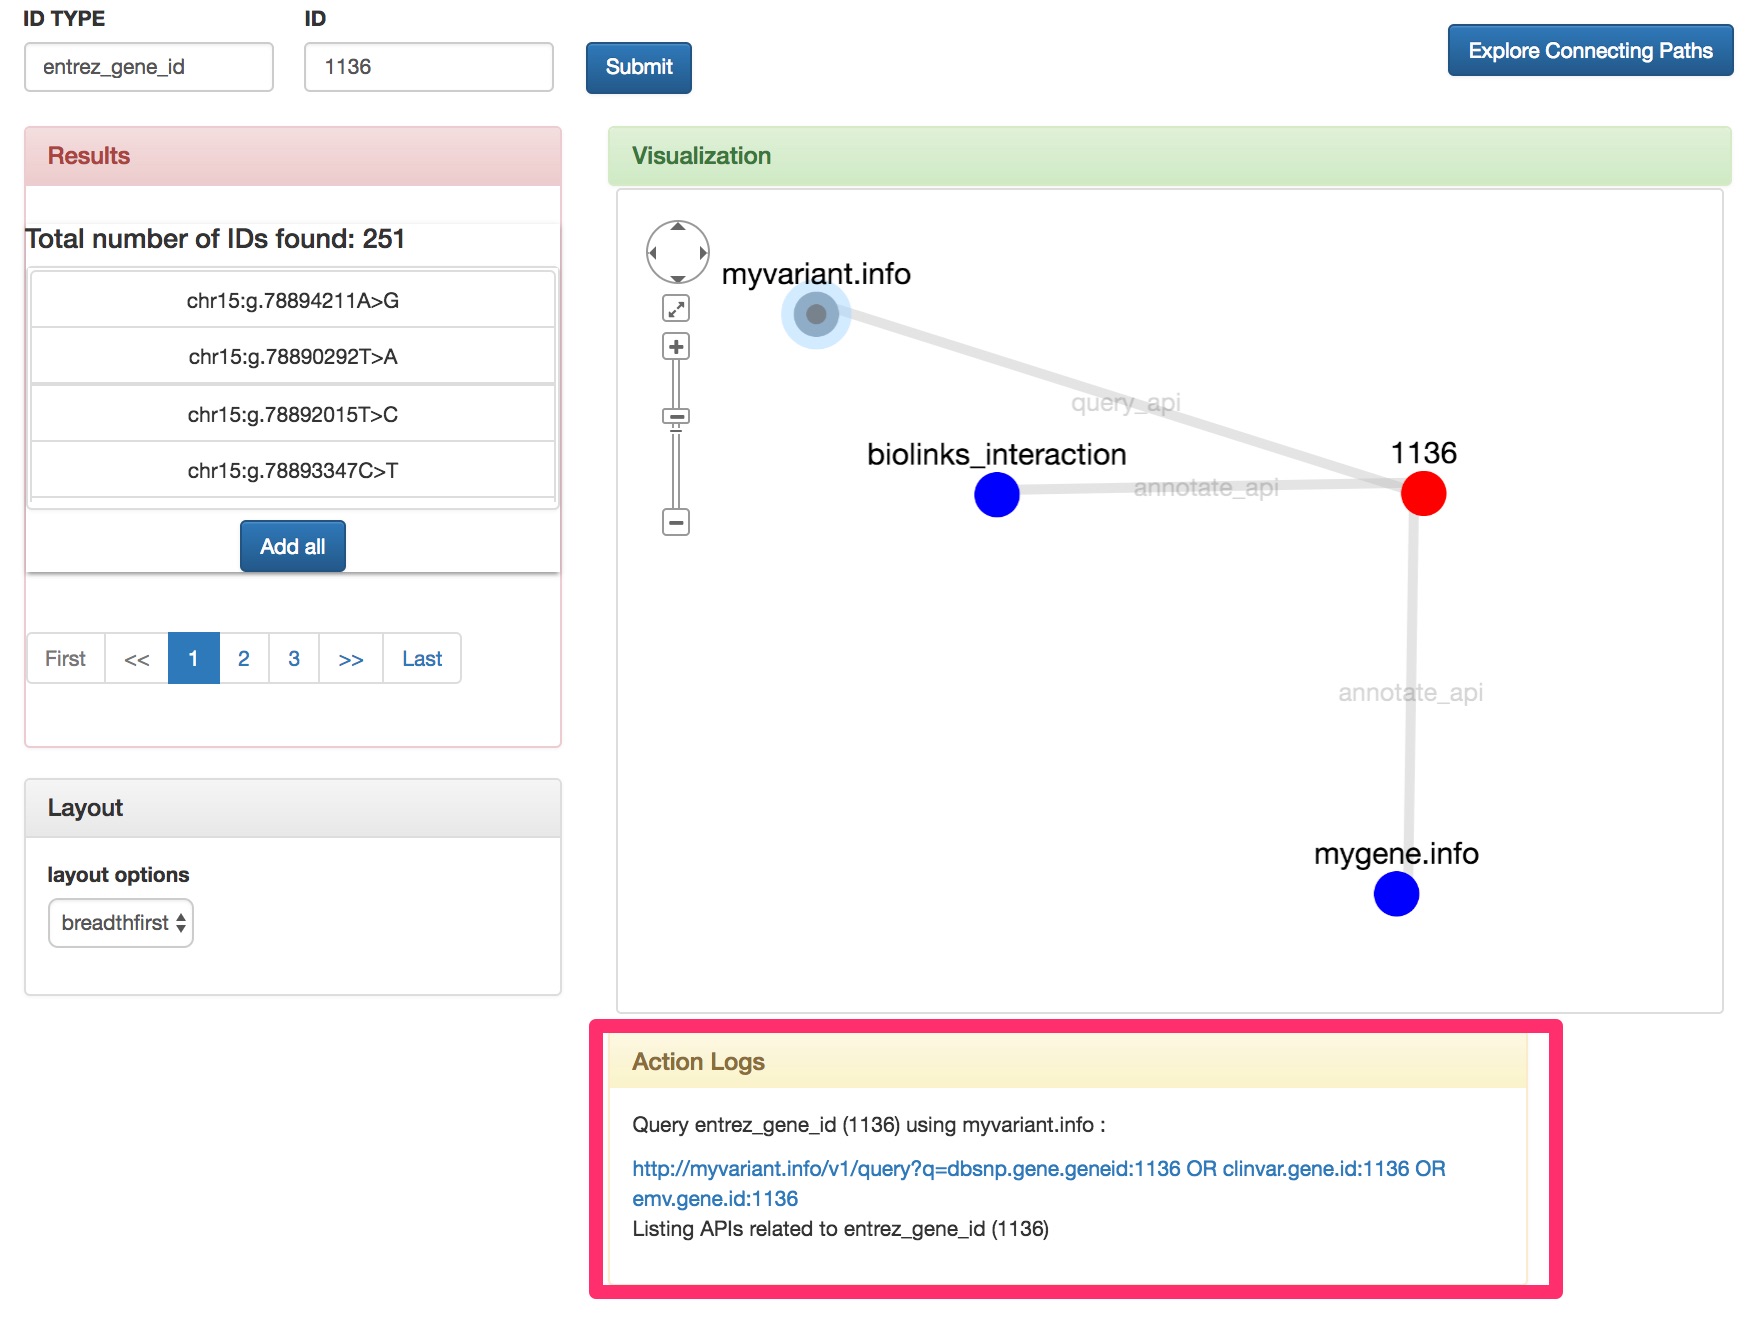 ID TYPE
ID
entrez_gene_id
1136
Submit
Explore Connecting Paths
Results
Total number of IDs found: 251
chr15:g.78894211A>G
chr15:g.78890292T>A
chr15:g.78892015T>C
chr15:g.78893347C>T
Add all
First << 1 2 3 >> Last
Layout
layout options
breadthfirst
Visualization
myvariant.info
query_api
biolinks_interaction
1136
annotate_api
annotate_api
mygene.info
Action Logs
Query entrez_gene_id (1136) using myvariant.info :
http://myvariant.info/v1/query?q=dbsnp.gene.geneid:1136 OR clinvar.gene.id:1136 OR
emv.gene.id:1136
Listing APIs related to entrez_gene_id (1136)